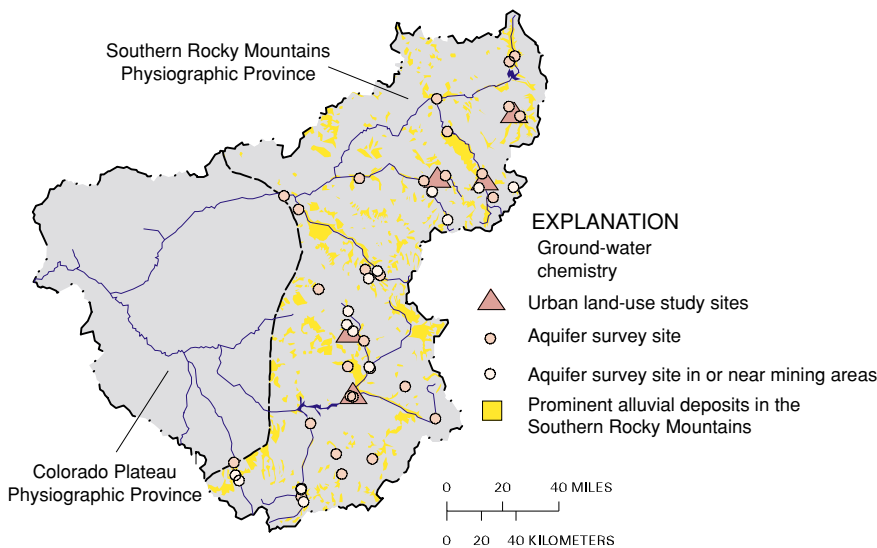 Southern Rocky Mountains
Physiographic Province
EXPLANATION
Ground-water
chemistry
Urban land-use study sites
Aquifer survey site
Aquifer survey site in or near mining areas
Prominent alluvial deposits in the
Southern Rocky Mountains
Colorado Plateau
Physiographic Province
0 20 40 MILES
0 20 40 KILOMETERS